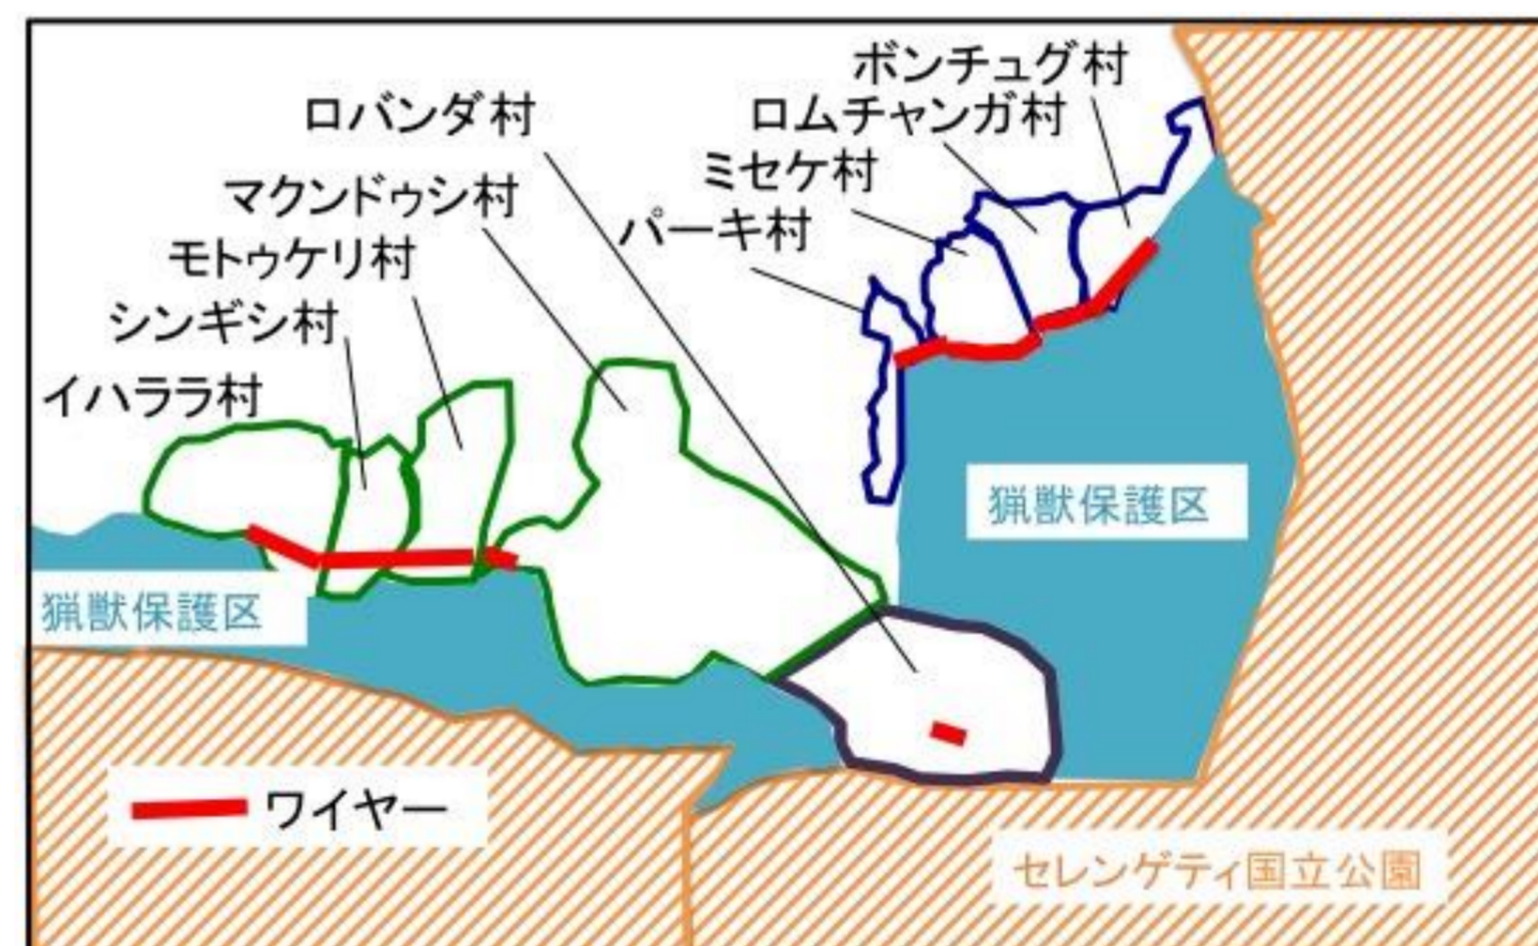 ボンチュグ村
ロバンダ村
ロムチャンガ村
ミセケ村
マクンドゥシ村
パーキ村
モトゥケリ村
シンギシ村
イハララ村
猟獣保護区
猟獣保護区
ワイヤー
セレンゲティ国立公園